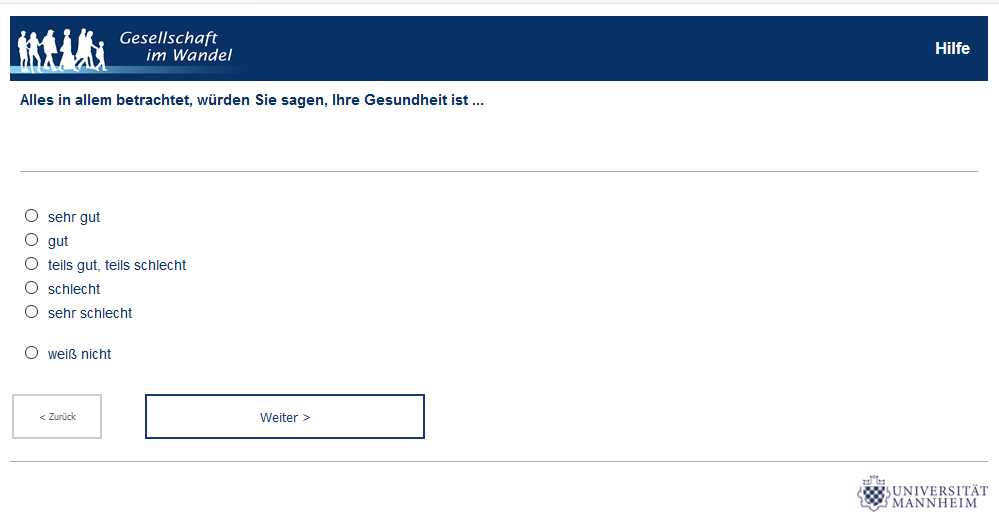 Gesellschaft
im Wandel
Hilfe
Alles in allem betrachtet, würden Sie sagen, Ihre Gesundheit ist ...
sehr gut
gut
teils gut, teils schlecht
schlecht
sehr schlecht
weiß nicht
< Zurück
Weiter >
UNIVERSITÄT
MANNHEIM